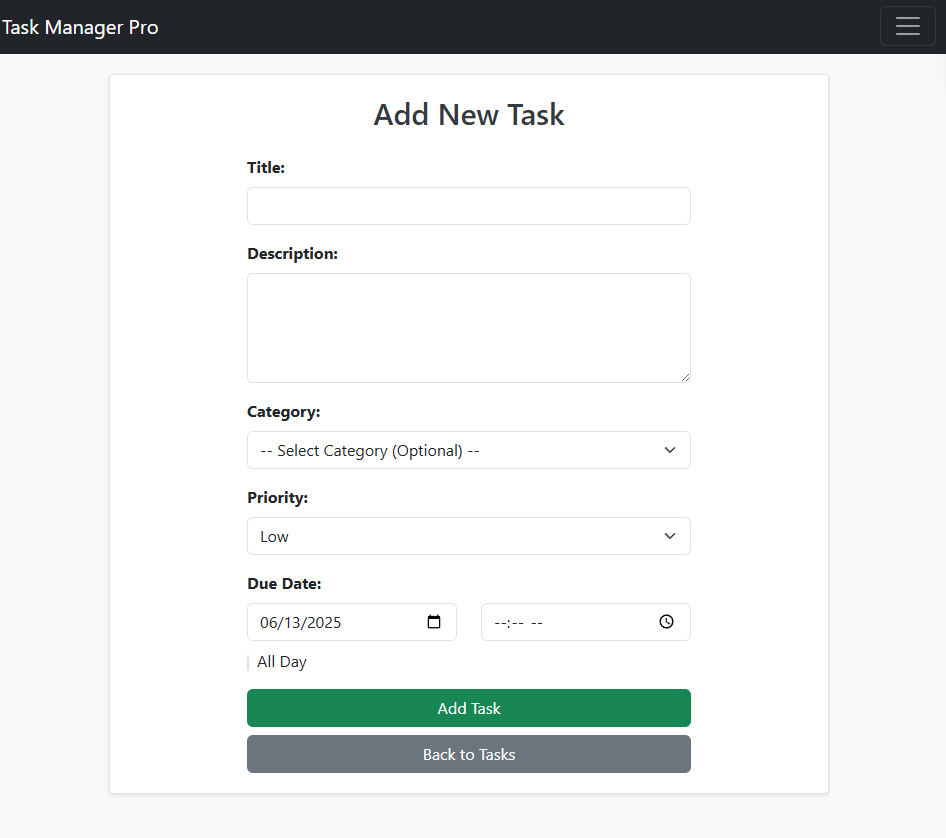 Task Manager Pro
Add New Task
Title:
Description:
Category:
-- Select Category (Optional) --
Priority:
Low
Due Date:
06/13/2025 --:-- --
All Day
Add Task
Back to Tasks